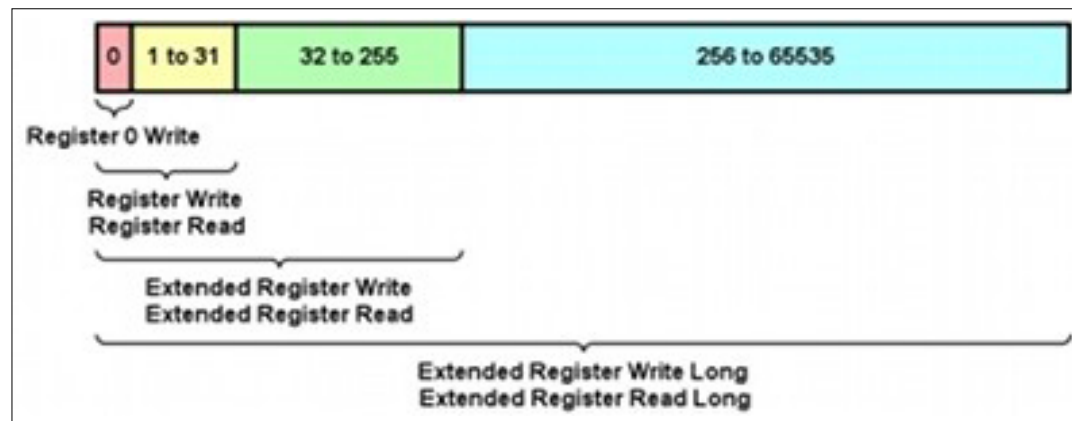 0 1 to 31 32 to 255 256 to 65535
Register 0 Write
Register Write
Register Read
Extended Register Write
Extended Register Read
Extended Register Write Long
Extended Register Read Long